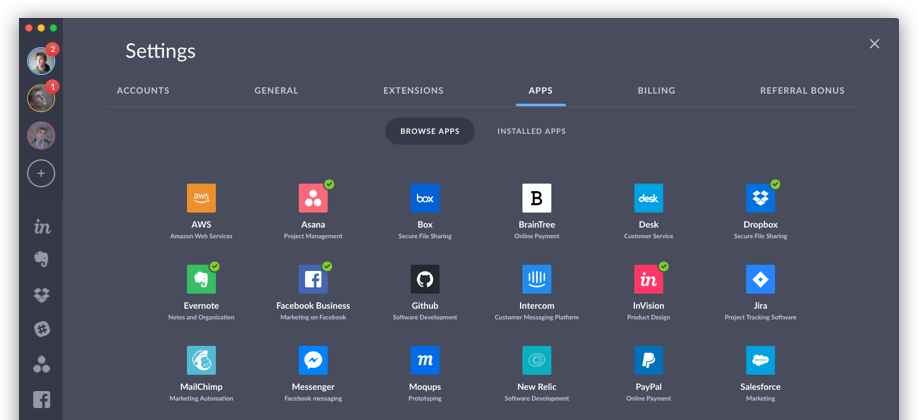 2
Settings
1
ACCOUNTS GENERAL EXTENSIONS APPS BILLING REFERRAL BONUS
BROWSE APPS INSTALLED APPS
aws box B desk
AWS Asana Box BrainTree Desk Dropbox
Amazon Web Services Project Management Secure File Sharing Online Payment Customer Service Secure File Sharing
in
in
Evernote Facebook Business Github Intercom InVision Jira
Notes and Organization Marketing on Facebook Software Development Customer Messaging Platform Product Design Project Tracking Software
m salesforce
MailChimp Messenger Moqups New Relic PayPal Salesforce
Marketing Automation Facebook messaging Prototyping Software Development Online Payment Marketing